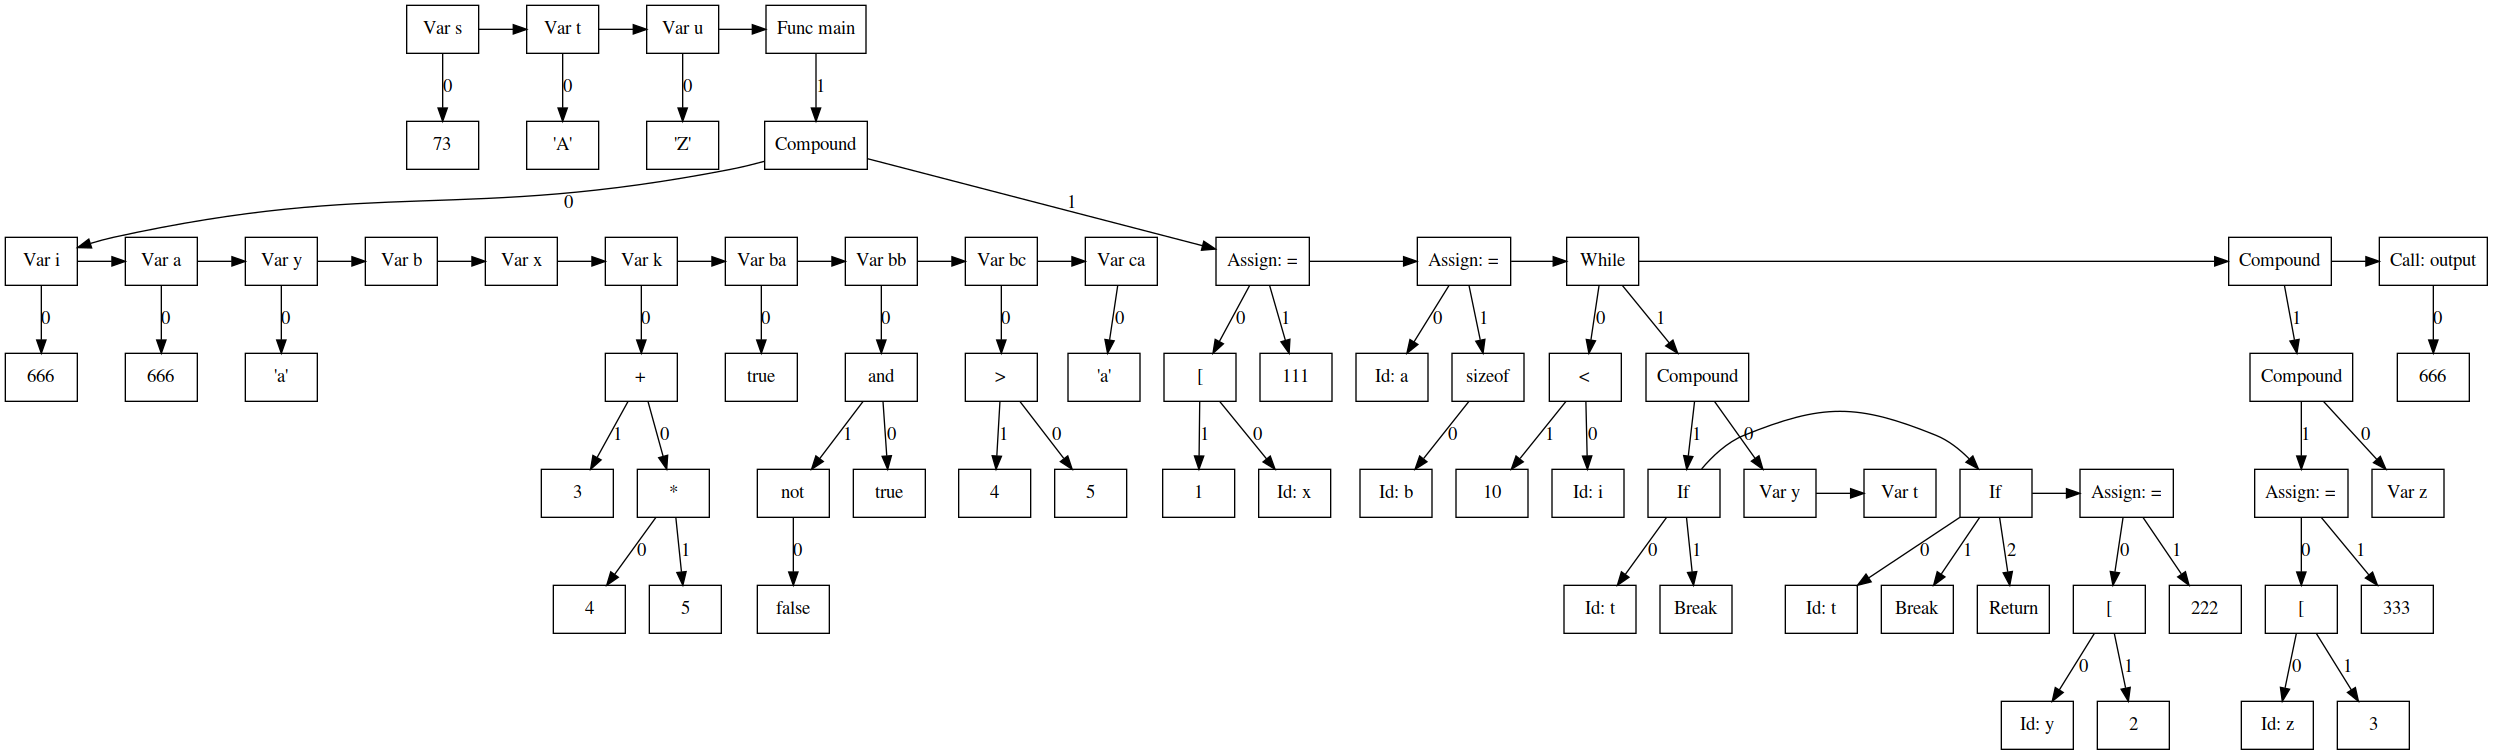 Var s
Var t
Var u
Func main
0
0
0
1
73
'A'
'Z'
Compound
0
1
Var i
Var a
Var y
Var b
Var x
Var k
Var ba
Var bb
Var bc
Var ca
Assign: =
Assign: =
While
Compound
Call: output
0
0
0
0
0
0
0
0
0
1
0
1
0
1
1
0
666
666
'a'
+
true
and
>
'a'
[
111
Id: a
sizeof
<
Compound
Compound
666
1
0
1
0
1
0
1
0
0
1
0
1
0
1
0
3
*
not
true
4
5
1
Id: x
Id: b
10
Id: i
If
Var y
Var t
If
Assign: =
Assign: =
Var z
0
1
0
0
1
0
1
2
0
1
0
1
4
5
false
Id: t
Break
Id: t
Break
Return
[
222
[
333
0
1
0
1
Id: y
2
Id: z
3